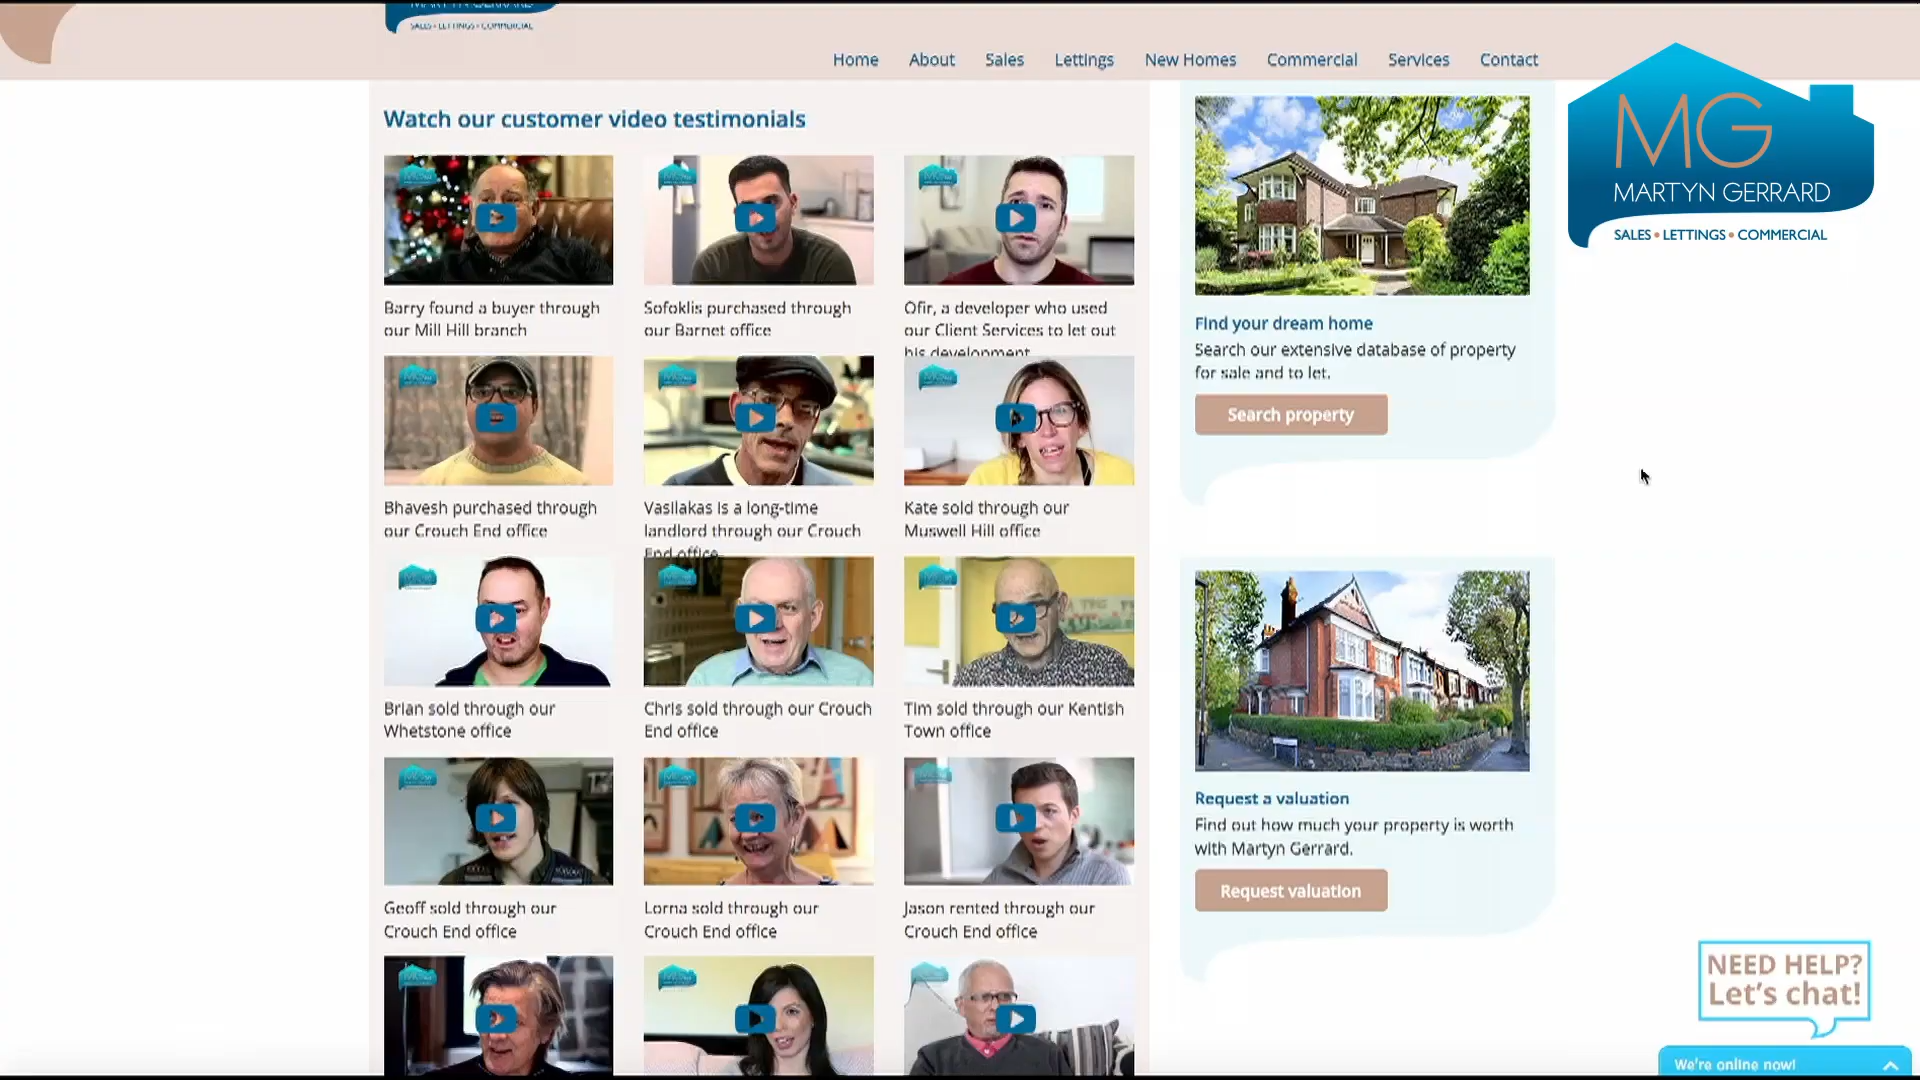 MARTYN GERRARD
SALES • LETTINGS • COMMERCIAL
Home About Sales Lettings New Homes Commercial Services Contact
MG
MARTYN GERRARD
SALES • LETTINGS • COMMERCIAL
Watch our customer video testimonials
Barry found a buyer through
our Mill Hill branch
Sofoklis purchased through
our Barnet office
Ofir, a developer who used
our Client Services to let out
his development
Bhavesh purchased through
our Crouch End office
Vasilakas is a long-time
landlord through our Crouch
End office
Kate sold through our
Muswell Hill office
Brian sold through our
Whetstone office
Chris sold through our Crouch
End office
Tim sold through our Kentish
Town office
Geoff sold through our
Crouch End office
Lorna sold through our
Crouch End office
Jason rented through our
Crouch End office
Find your dream home
Search our extensive database of property
for sale and to let.
Search property
Request a valuation
Find out how much your property is worth
with Martyn Gerrard.
Request valuation
NEED HELP?
Let's chat!
We're online now!